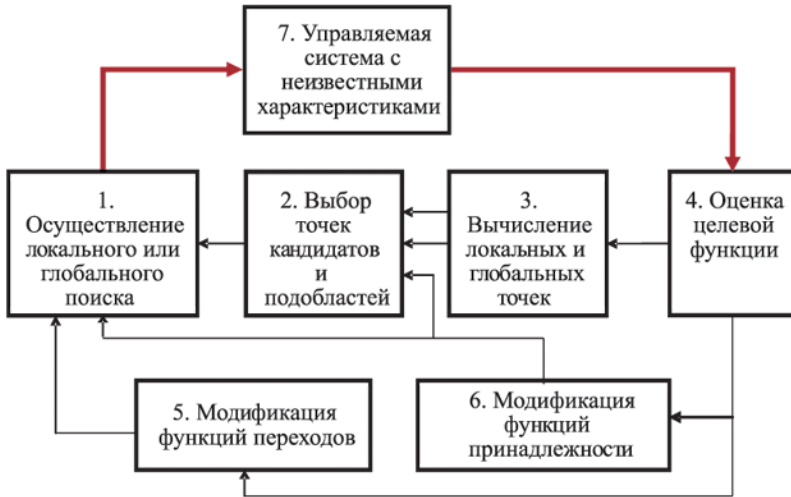 7. Управляемая
система с
неизвестными
характеристиками
1.
Осуществление
локального или
глобального
поиска
2. Выбор
точек
кандидатов
и
подобластей
3.
Вычисление
локальных и
глобальных
точек
4. Оценка
целевой
функции
5. Модификация
функций переходов
6. Модификация
функций
принадлежности